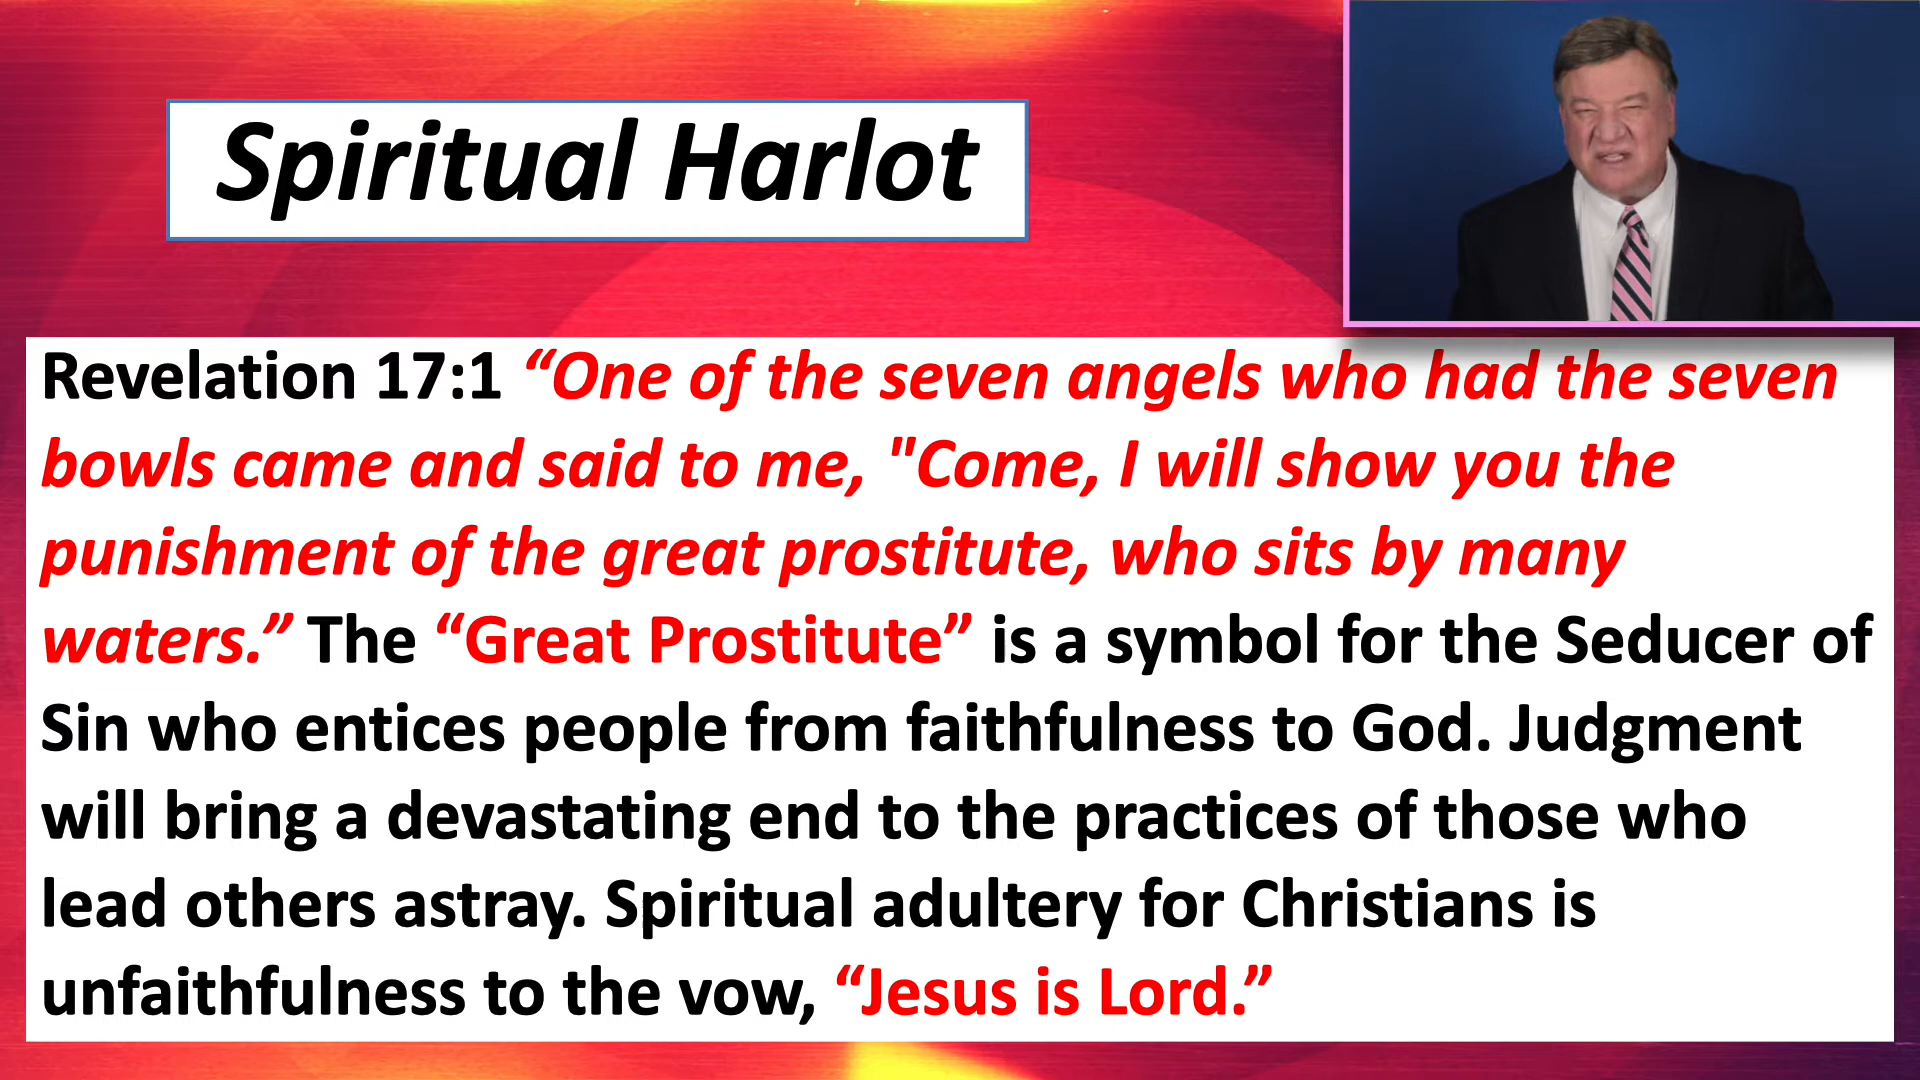 Spiritual Harlot
Revelation 17:1 “One of the seven angels who had the seven
bowls came and said to me, "Come, I will show you the
punishment of the great prostitute, who sits by many
waters.” The “Great Prostitute” is a symbol for the Seducer of
Sin who entices people from faithfulness to God. Judgment
will bring a devastating end to the practices of those who
lead others astray. Spiritual adultery for Christians is
unfaithfulness to the vow, “Jesus is Lord.”